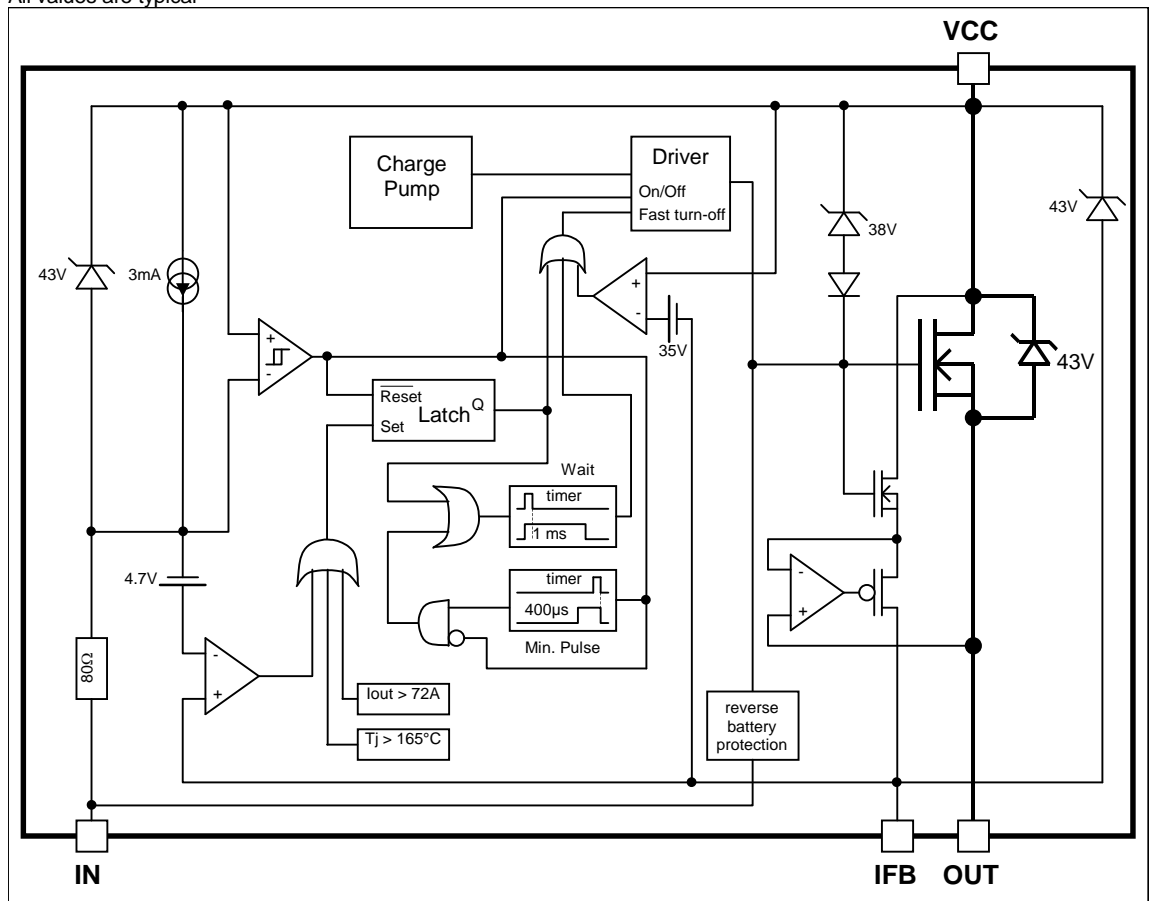 All values are typical
VCC
Charge
Pump
Driver
On/Off
Fast turn-off
43V
3mA
38V
43V
+
-
35V
+
-
43V
Reset
Latch
Q
Set
Wait
timer
1 ms
4.7V
timer
400µs
Min. Pulse
-
+
80Ω
-
+
Iout > 72A
Tj > 165°C
reverse
battery
protection
IN
IFB
OUT